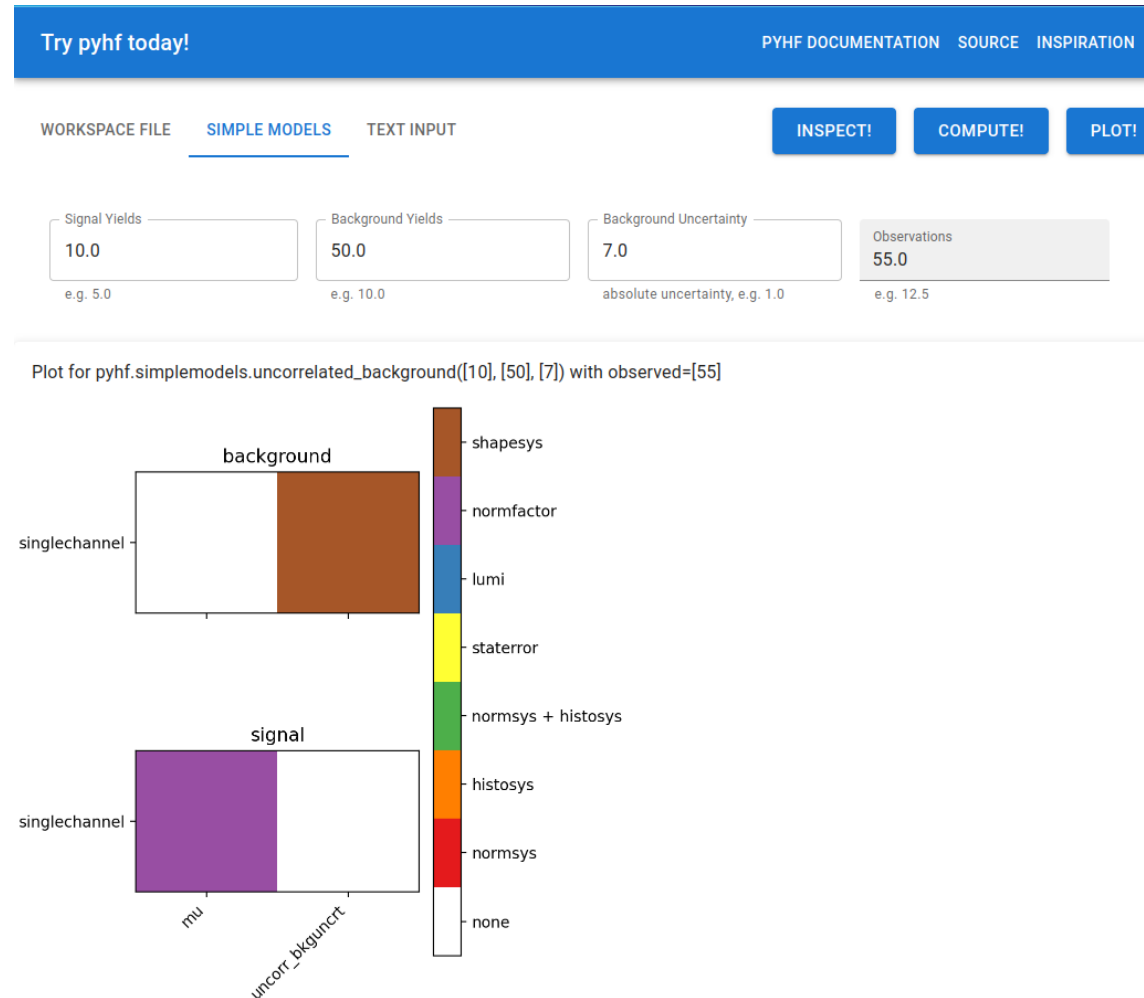 Try pyhf today!
PYHF DOCUMENTATION SOURCE INSPIRATION
WORKSPACE FILE SIMPLE MODELS TEXT INPUT
INSPECT! COMPUTE! PLOT!
Signal Yields
10.0
e.g. 5.0
Background Yields
50.0
e.g. 10.0
Background Uncertainty
7.0
absolute uncertainty, e.g. 1.0
Observations
55.0
e.g. 12.5
Plot for pyhf.simplemodels.uncorrelated_background([10], [50], [7]) with observed=[55]
background
singlechannel
signal
singlechannel
mu
uncorr_bkguncrt
shapesys
normfactor
lumi
staterror
normsys + histosys
histosys
normsys
none